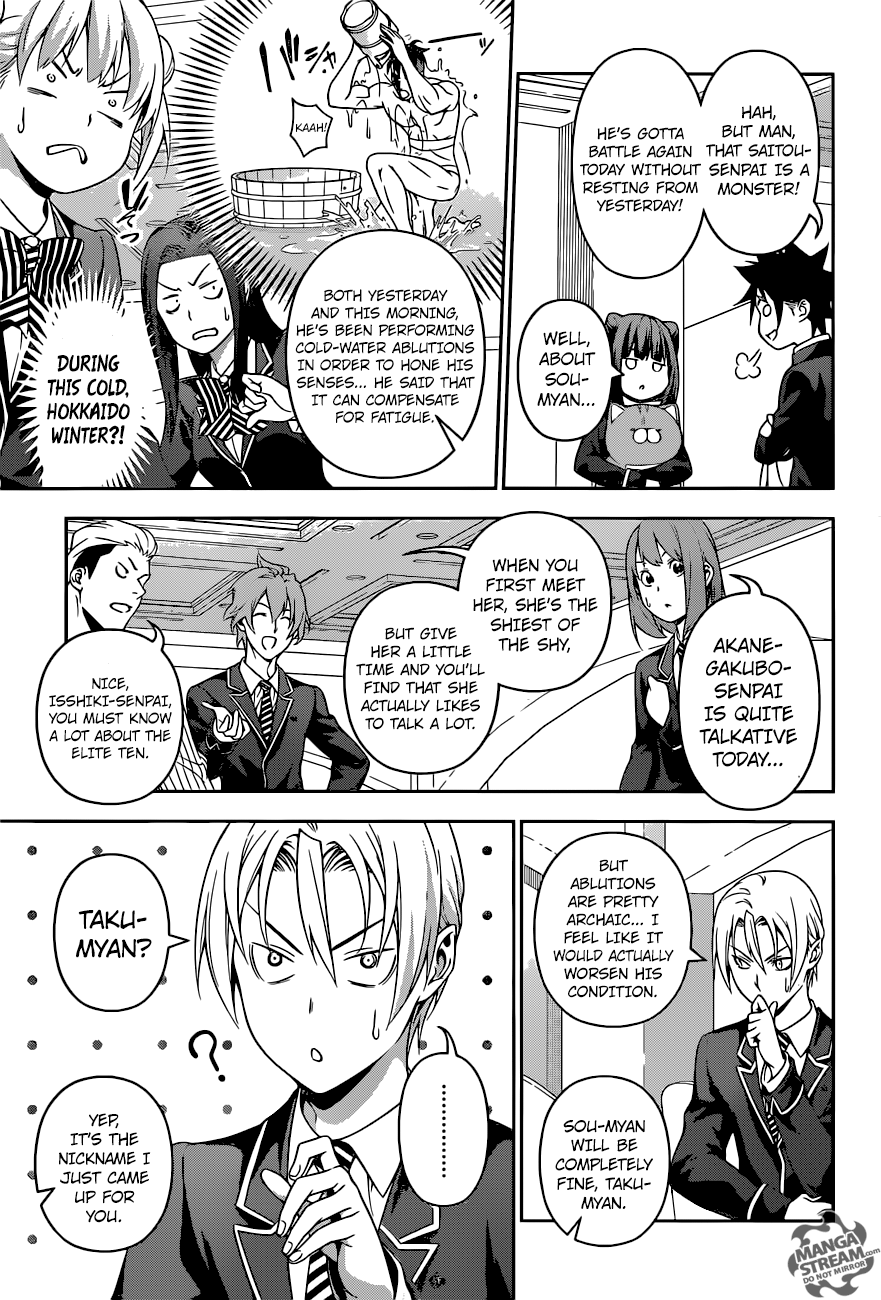 HAH,
BUT MAN,
THAT SAITOU-
SENPAI IS A
MONSTER!
HE'S GOTTA
BATTLE AGAIN
TODAY WITHOUT
RESTING FROM
YESTERDAY!
WELL,
ABOUT
SOU-
MYAN...
KAAH!
BOTH YESTERDAY
AND THIS MORNING,
HE'S BEEN PERFORMING
COLD-WATER ABLUTIONS
IN ORDER TO HONE HIS
SENSES... HE SAID THAT
IT CAN COMPENSATE
FOR FATIGUE.
DURING
THIS COLD,
HOKKAIDO
WINTER?!
AKANE-
GAKUBO-
SENPAI
IS QUITE
TALKATIVE
TODAY...
WHEN YOU
FIRST MEET
HER, SHE'S THE
SHIEST OF
THE SHY,
BUT GIVE
HER A LITTLE
TIME AND YOU'LL
FIND THAT SHE
ACTUALLY LIKES
TO TALK A LOT.
NICE,
ISSHIKI-SENPAI,
YOU MUST KNOW
A LOT ABOUT THE
ELITE TEN.
BUT
ABLUTIONS
ARE PRETTY
ARCHAIC... I
FEEL LIKE IT
WOULD ACTUALLY
WORSEN HIS
CONDITION.
SOU-MYAN
WILL BE
COMPLETELY
FINE, TAKU-
MYAN.
TAKU-
MYAN?
?
..........
YEP,
IT'S THE
NICKNAME I
JUST CAME
UP FOR
YOU.
MANGA
STREAM.com
DO NOT MIRROR